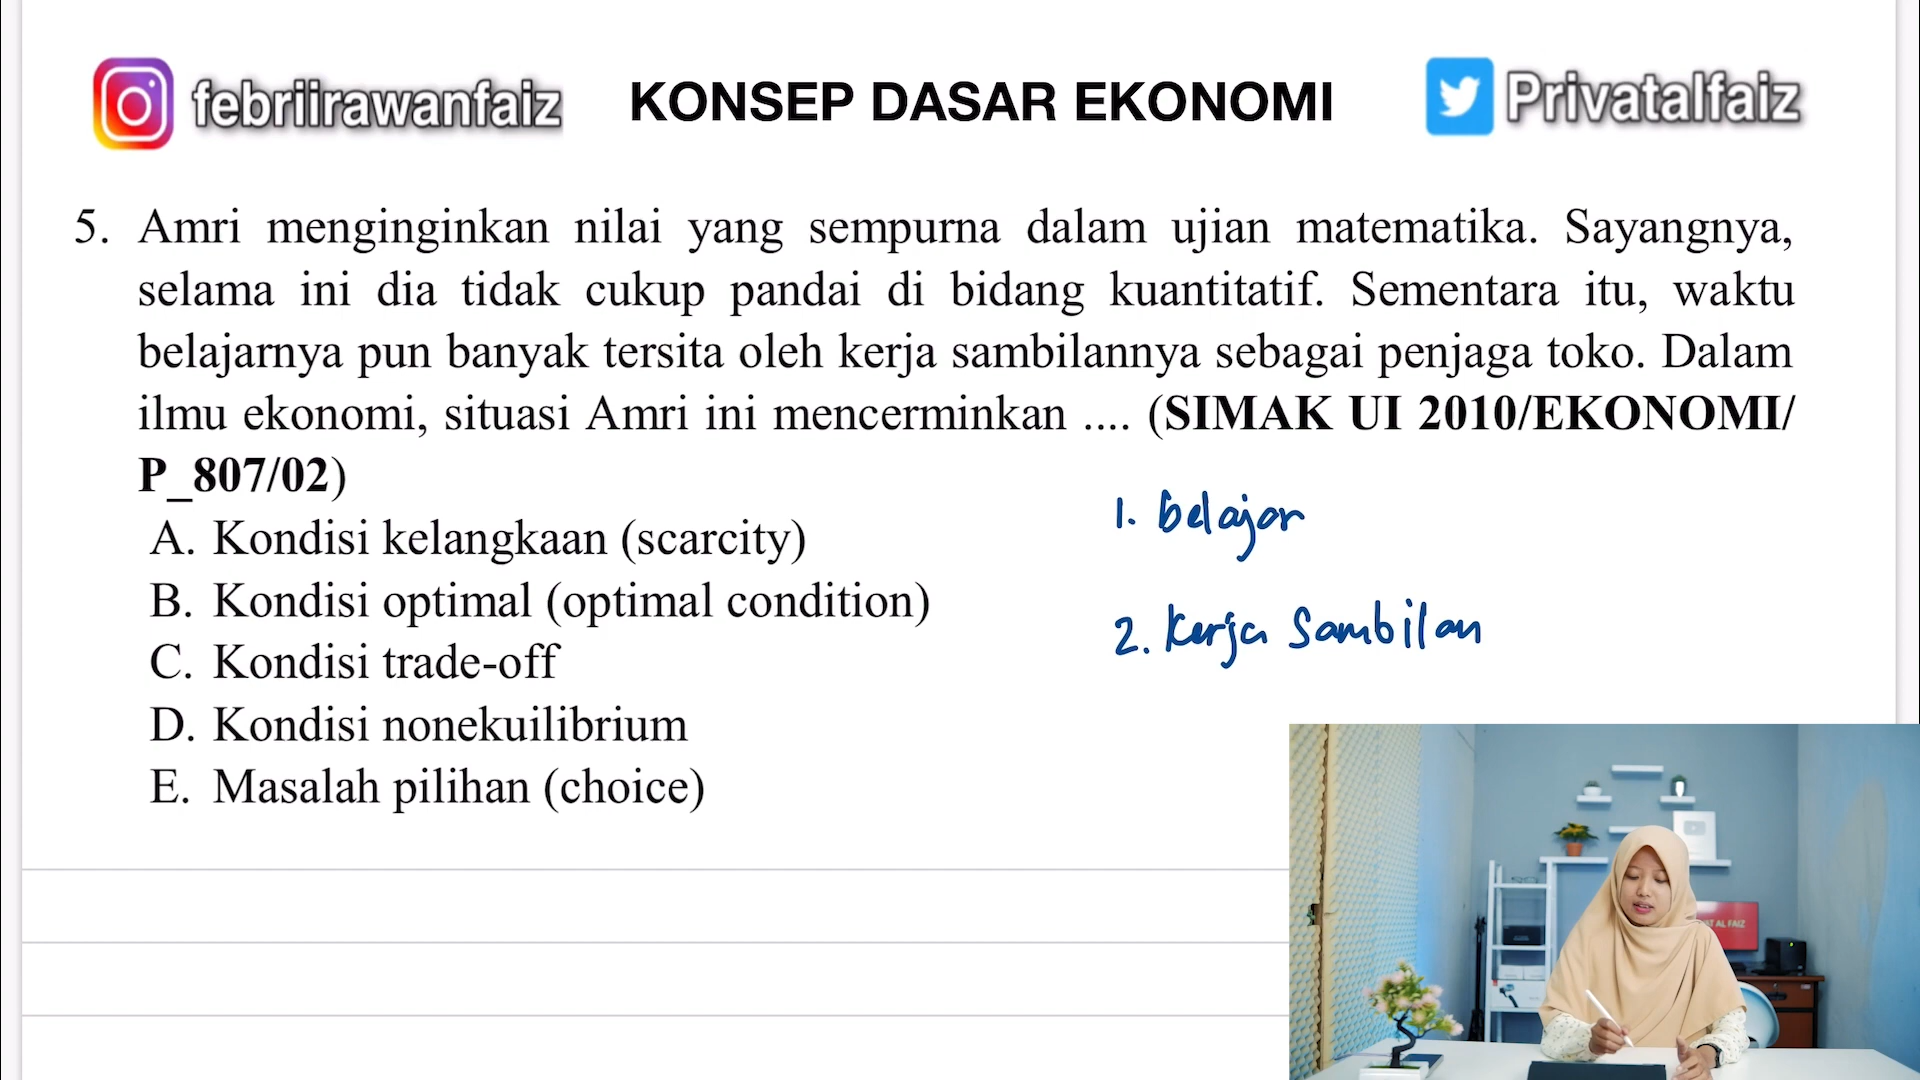 febriirawanfaiz KONSEP DASAR EKONOMI Privatalfaiz
5. Amri menginginkan nilai yang sempurna dalam ujian matematika. Sayangnya,
selama ini dia tidak cukup pandai di bidang kuantitatif. Sementara itu, waktu
belajarnya pun banyak tersita oleh kerja sambilannya sebagai penjaga toko. Dalam
ilmu ekonomi, situasi Amri ini mencerminkan .... (SIMAK UI 2010/EKONOMI/
P_807/02)
A. Kondisi kelangkaan (scarcity)
B. Kondisi optimal (optimal condition)
C. Kondisi trade-off
D. Kondisi nonekuilibrium
E. Masalah pilihan (choice)
1. belajar
2. Kerja Sambilan
AL FAIZ